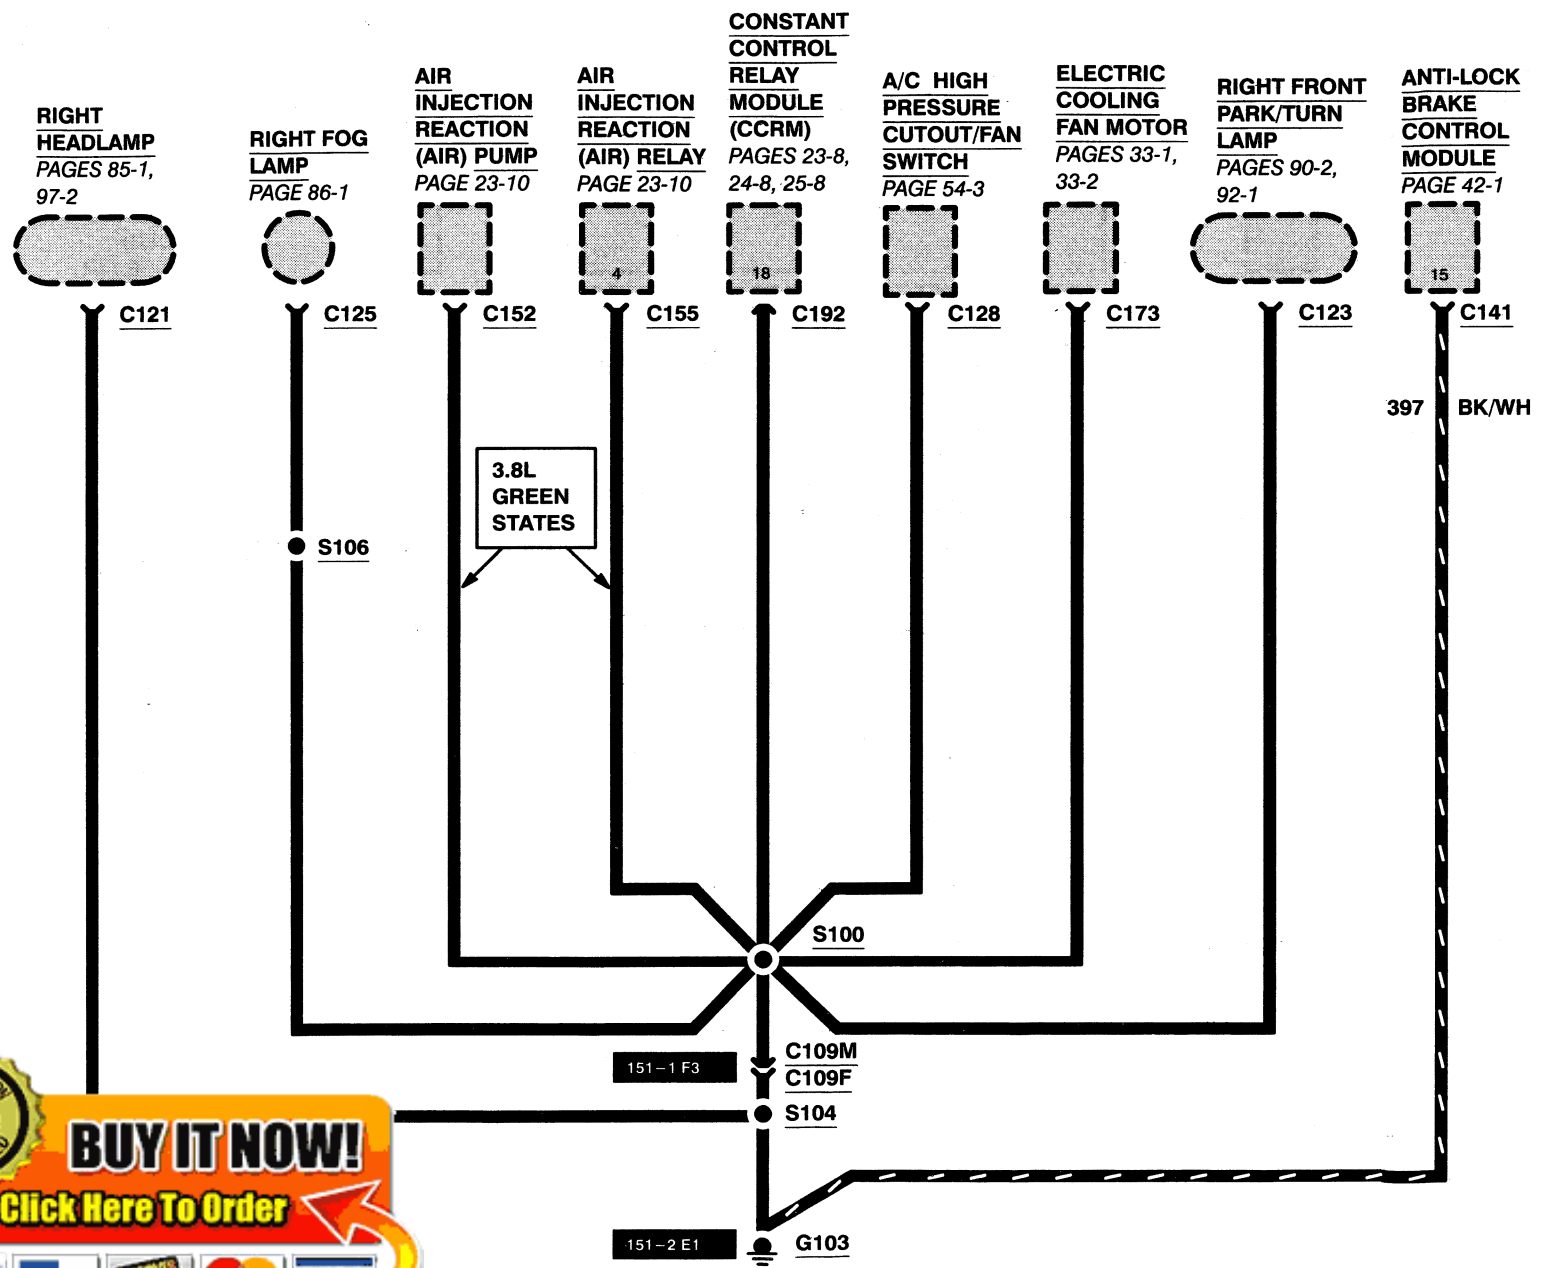 RIGHT
HEADLAMP
PAGES 85-1,
97-2
RIGHT FOG
LAMP
PAGE 86-1
AIR
INJECTION
REACTION
(AIR) PUMP
PAGE 23-10
AIR
INJECTION
REACTION
(AIR) RELAY
PAGE 23-10
CONSTANT
CONTROL
RELAY
MODULE
(CCRM)
PAGES 23-8,
24-8, 25-8
A/C HIGH
PRESSURE
CUTOUT/FAN
SWITCH
PAGE 54-3
ELECTRIC
COOLING
FAN MOTOR
PAGES 33-1,
33-2
RIGHT FRONT
PARK/TURN
LAMP
PAGES 90-2,
92-1
ANTI-LOCK
BRAKE
CONTROL
MODULE
PAGE 42-1
4
18
15
C121
C125
C152
C155
C192
C128
C173
C123
C141
397
BK/WH
3.8L
GREEN
STATES
S106
S100
151-1 F3
C109M
C109F
S104
BUY IT NOW!
Click Here To Order
151-2 E1
G103